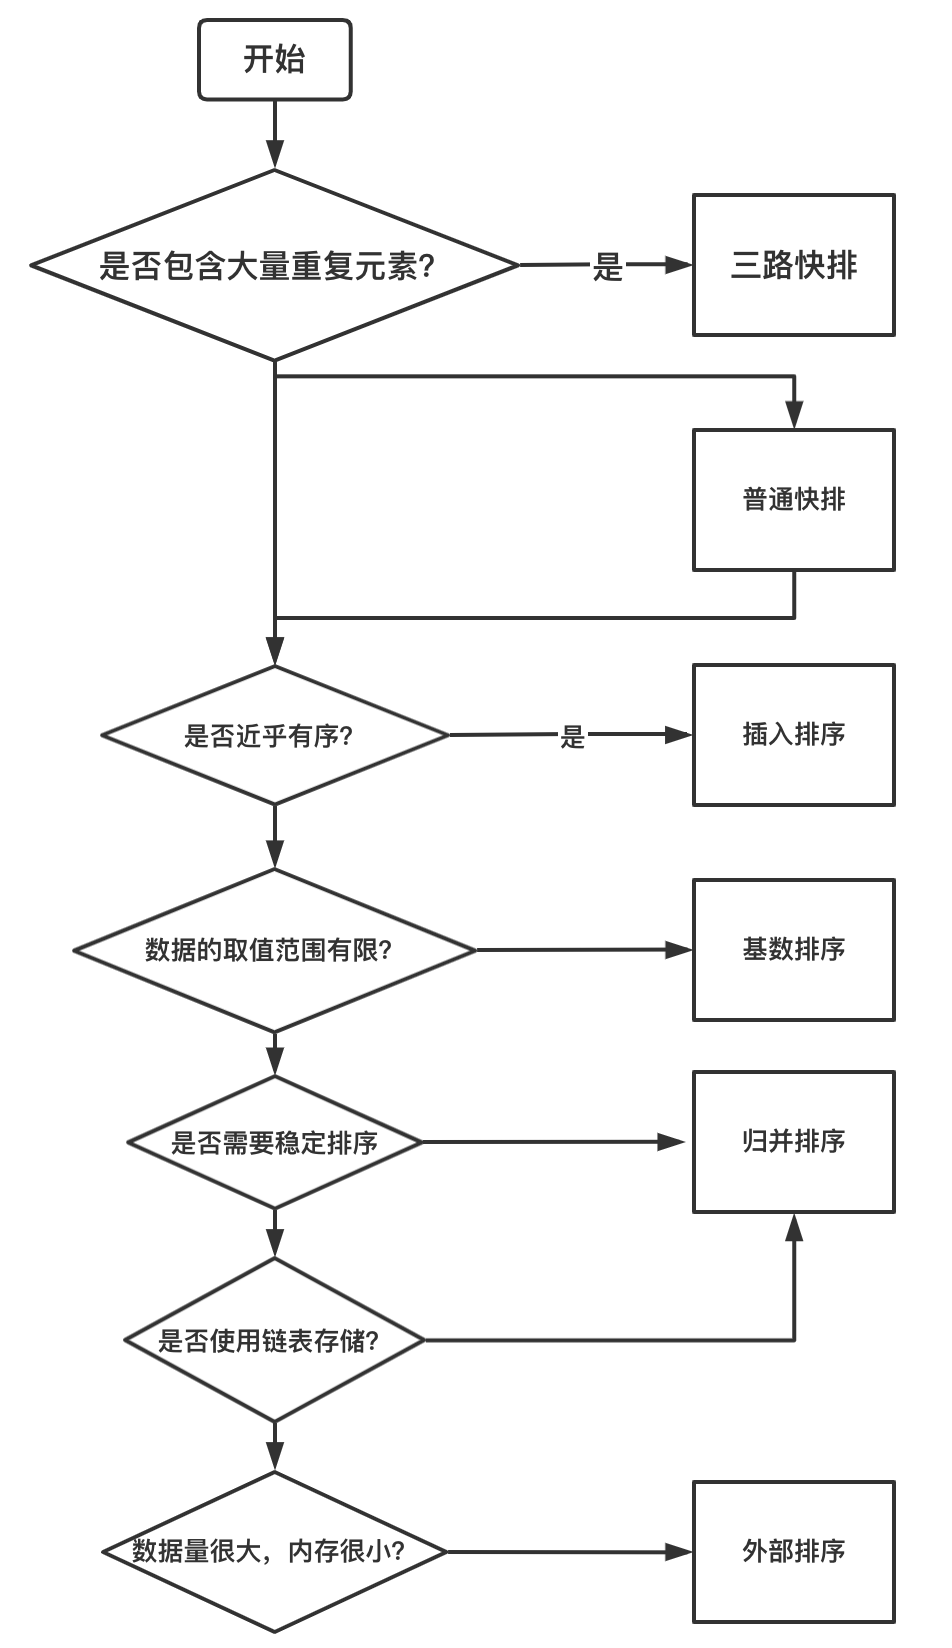 开始
是否包含大量重复元素?
是
三路快排
普通快排
是否近乎有序?
是
插入排序
数据的取值范围有限?
基数排序
是否需要稳定排序
归并排序
是否使用链表存储?
数据量很大，内存很小?
外部排序